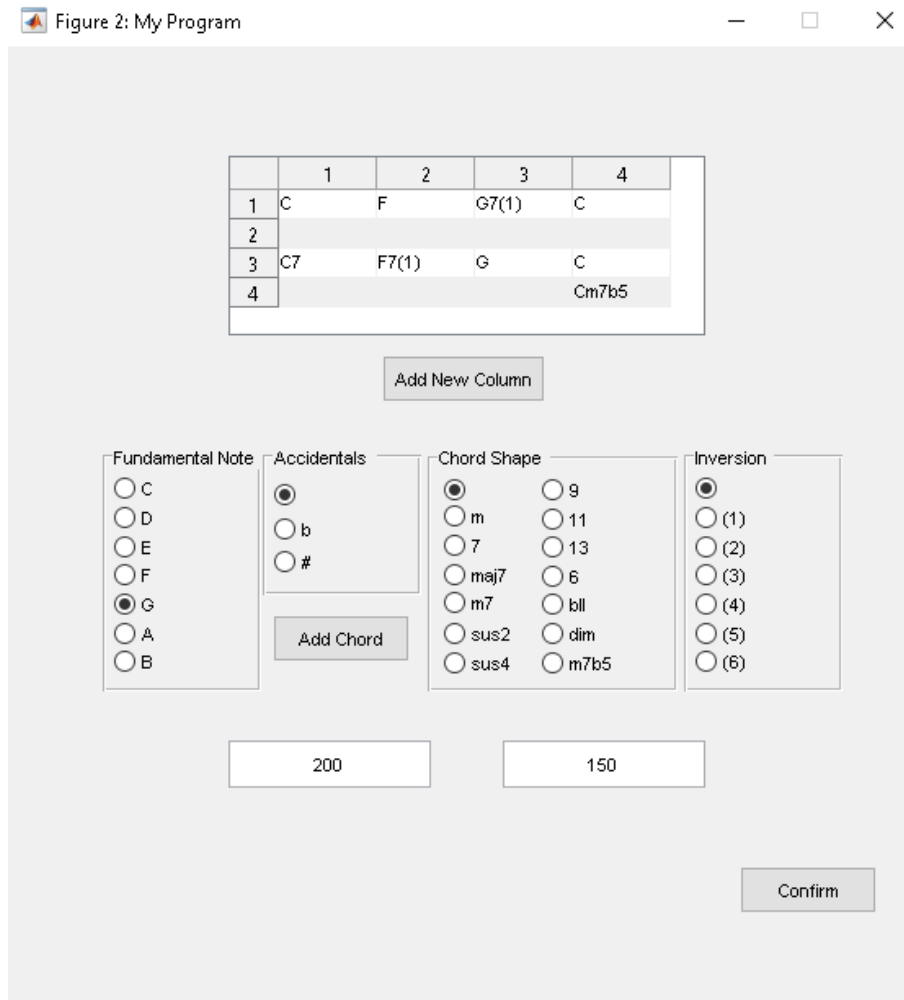 Figure 2: My Program
1 2 3 4
1 C F G7(1) C
2
3 C7 F7(1) G C
4 Cm7b5
Add New Column
Fundamental Note
C
D
E
F
G
A
B
Accidentals
b
#
Add Chord
Chord Shape
m
7
maj7
m7
sus2
sus4
9
11
13
6
bII
dim
m7b5
Inversion
(1)
(2)
(3)
(4)
(5)
(6)
200 150
Confirm